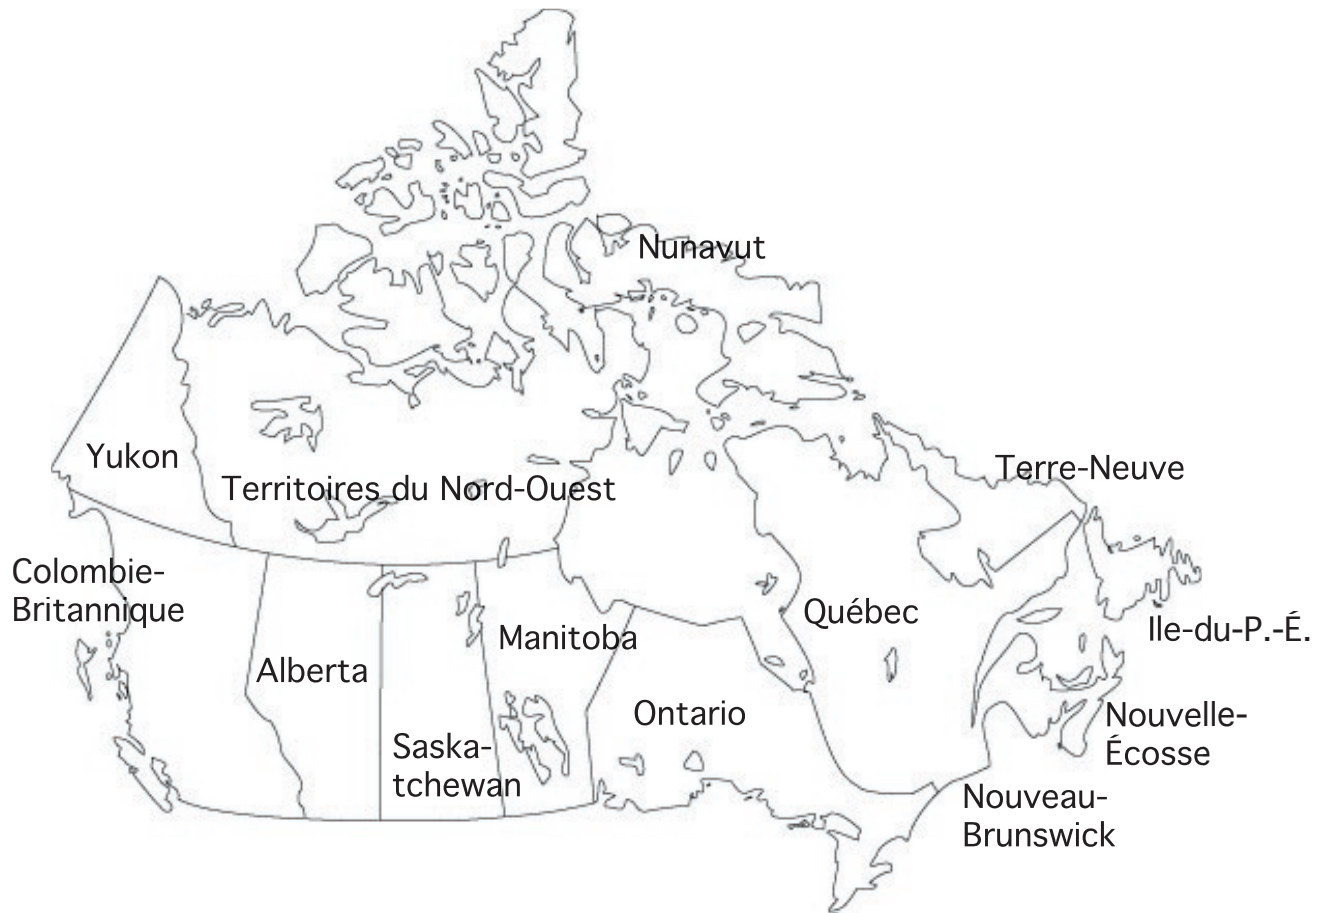 Nunavut
Yukon
Terre-Neuve
Territoires du Nord-Ouest
Colombie-
Britannique
Québec
Ile-du-P.-É.
Manitoba
Alberta
Ontario
Nouvelle-
Écosse
Saska-
tchewan
Nouveau-
Brunswick